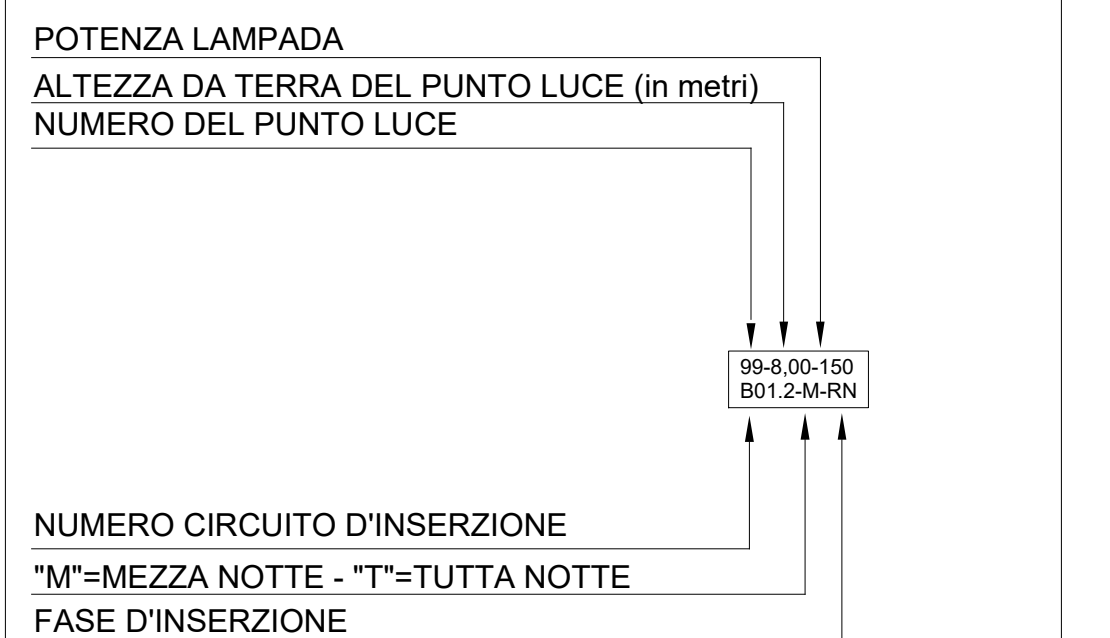 POTENZA LAMPADA
ALTEZZA DA TERRA DEL PUNTO LUCE (in metri)
NUMERO DEL PUNTO LUCE
99-8,00-150
B01.2-M-RN
NUMERO CIRCUITO D'INSERZIONE
"M"=MEZZA NOTTE - "T"=TUTTA NOTTE
FASE D'INSERZIONE